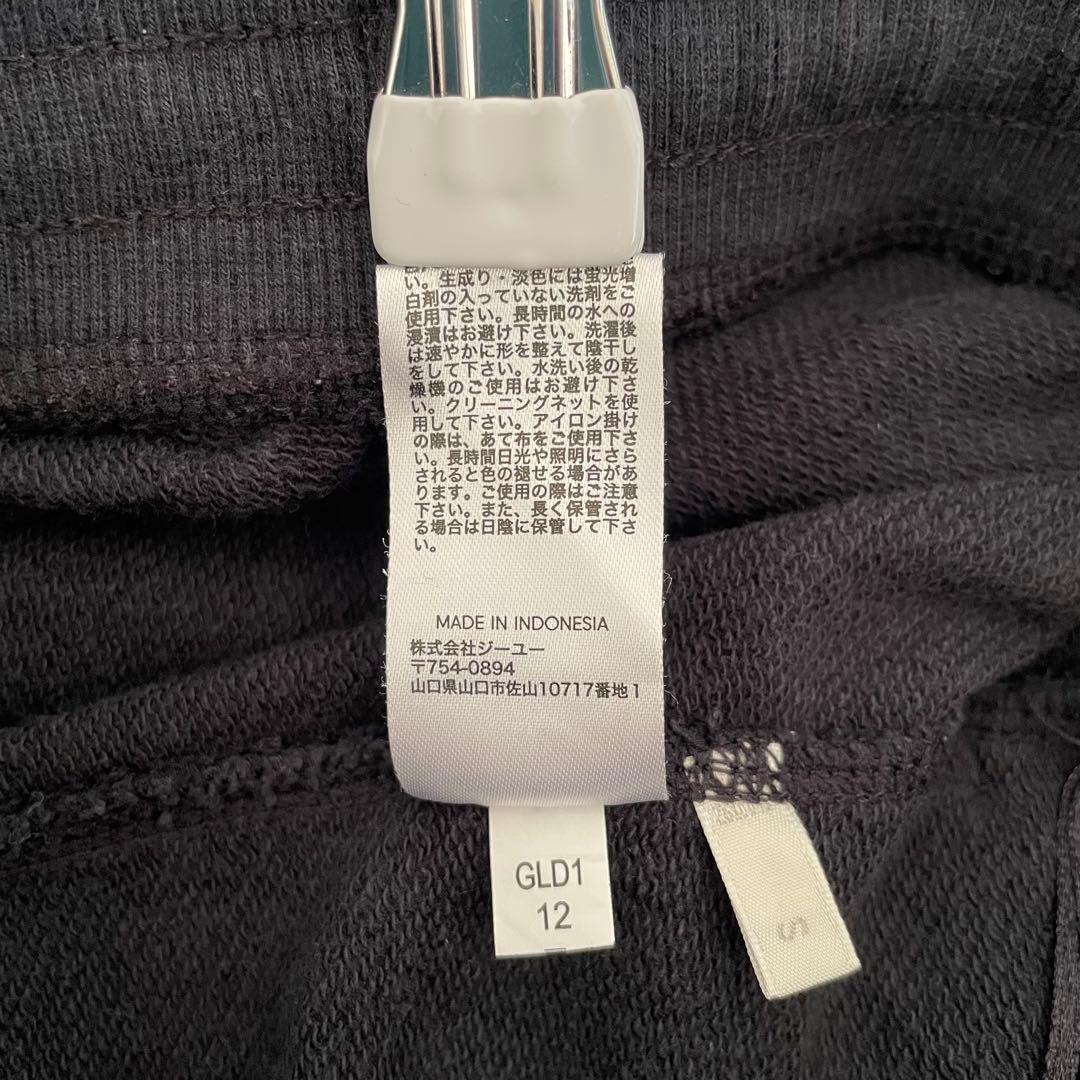 い。生成り・淡色には蛍光増
白剤の入っていない洗剤をご
使用下さい。長時間の水への
浸漬はお避け下さい。洗濯後
は速やかに形を整えて陰干し
をして下さい。水洗い後の乾
燥機のご使用はお避け下さ
い。クリーニングネットを使
用して下さい。アイロン掛け
の際は、あて布をご使用下さ
い。長時間日光や照明にさら
されると色の褪せる場合があ
ります。ご使用の際はご注意
下さい。また、長く保管され
る場合は日陰に保管して下さ
い。
MADE IN INDONESIA
株式会社ジーユー
〒754-0894
山口県山口市佐山10717番地1
GLD1
12
S